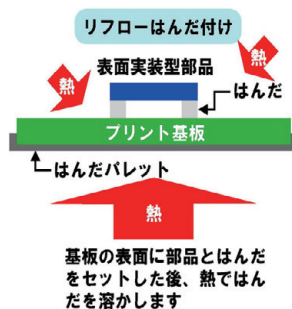 リフローはんだ付け
熱
熱
表面実装型部品
はんだ
プリント基板
はんだパレット
熱
基板の表面に部品とはんだ
をセットした後、熱ではん
だを溶かします